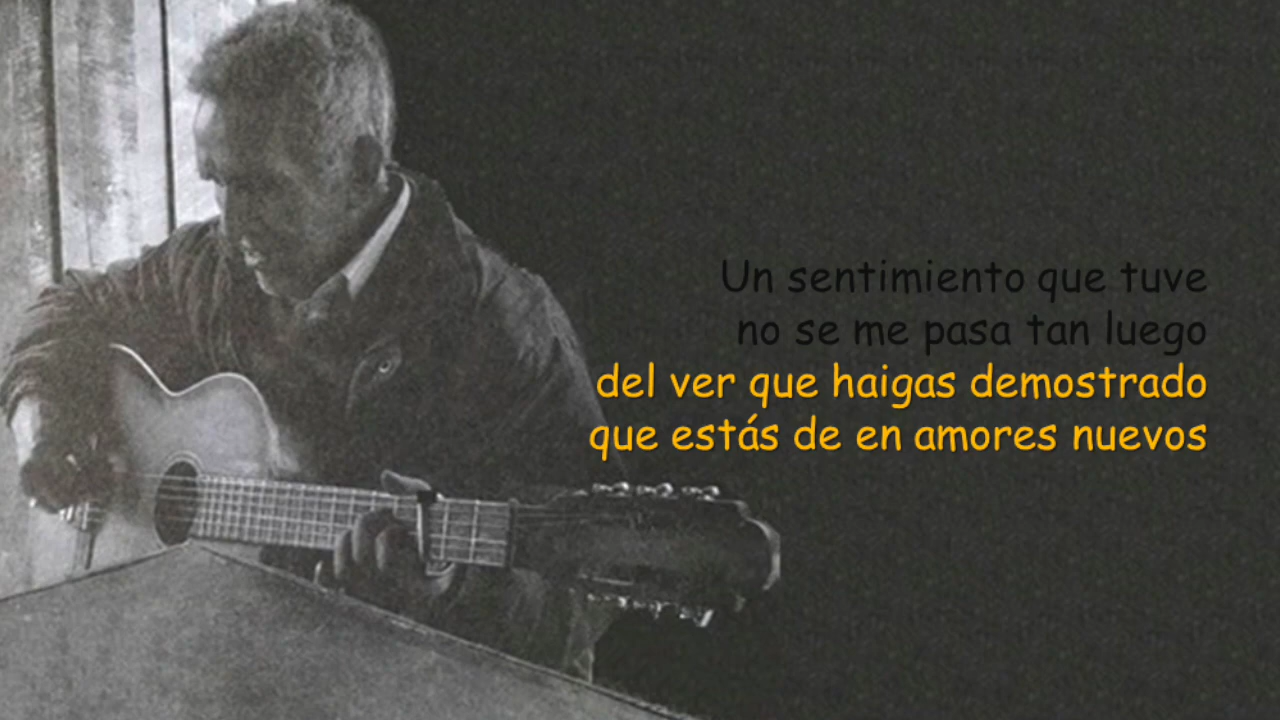 Un sentimiento que tuve
no se me pasa tan luego
del ver que haigas demostrado
que estás de en amores nuevos